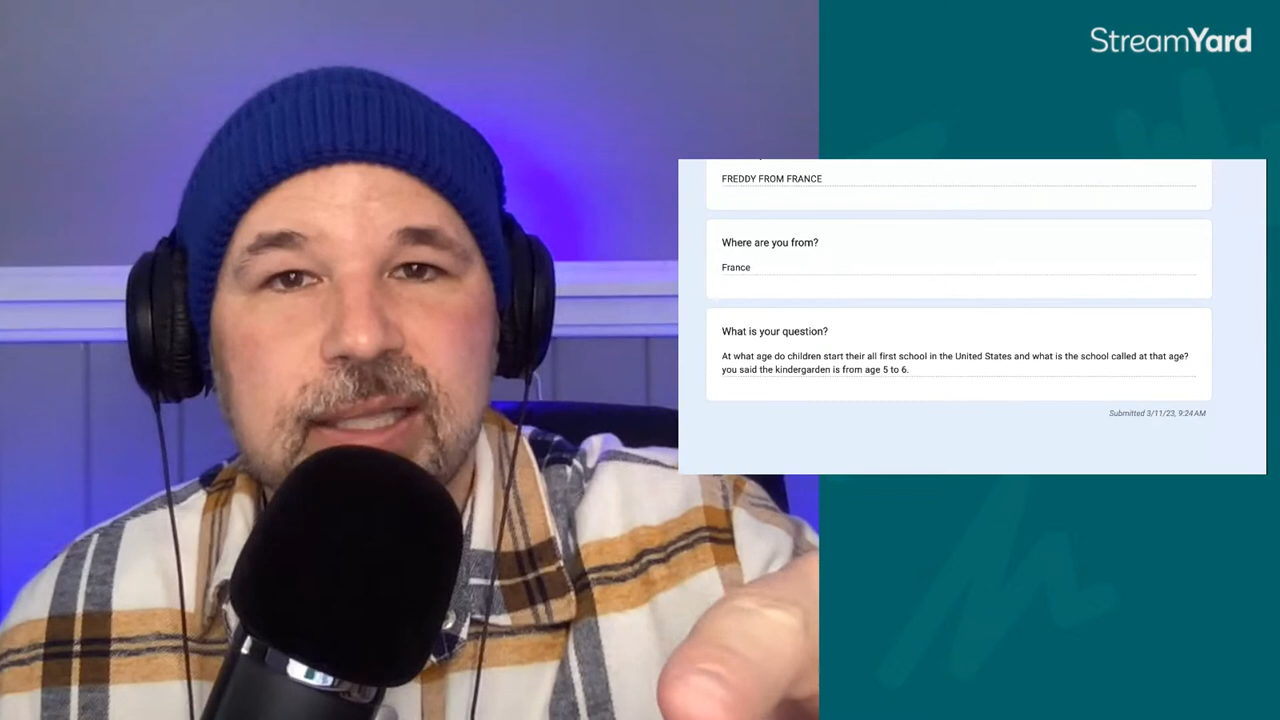 StreamYard
FREDDY FROM FRANCE
Where are you from?
France
What is your question?
At what age do children start their all first school in the United States and what is the school called at that age?
you said the kindergarden is from age 5 to 6.
Submitted 3/11/23, 9:24 AM